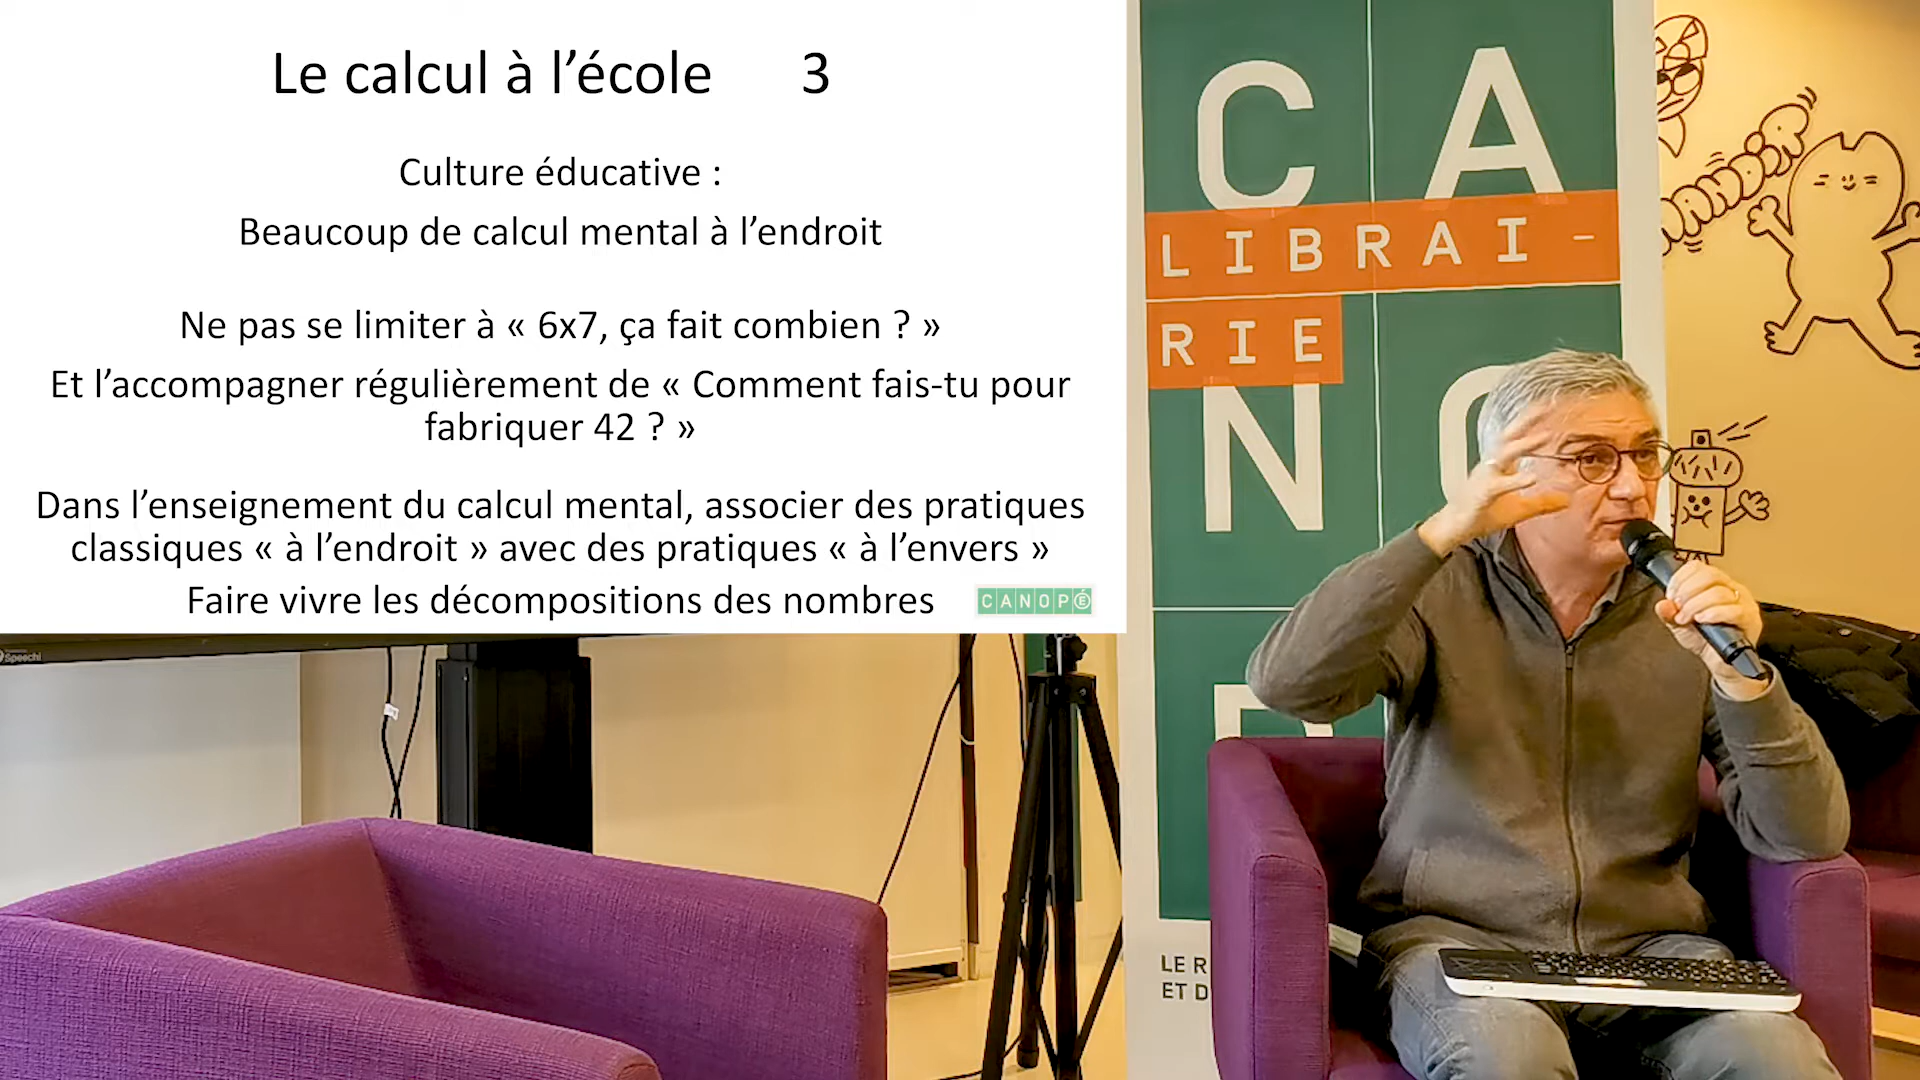 Le calcul à l'école 3
Culture éducative :
Beaucoup de calcul mental à l'endroit
Ne pas se limiter à « 6x7, ça fait combien ? »
Et l'accompagner régulièrement de « Comment fais-tu pour
fabriquer 42 ? »
Dans l'enseignement du calcul mental, associer des pratiques
classiques « à l'endroit » avec des pratiques « à l'envers »
Faire vivre les décompositions des nombres
CANOPÉ
Speechi
CA
LIBRAI-
RIE
NO
LE R
ET D